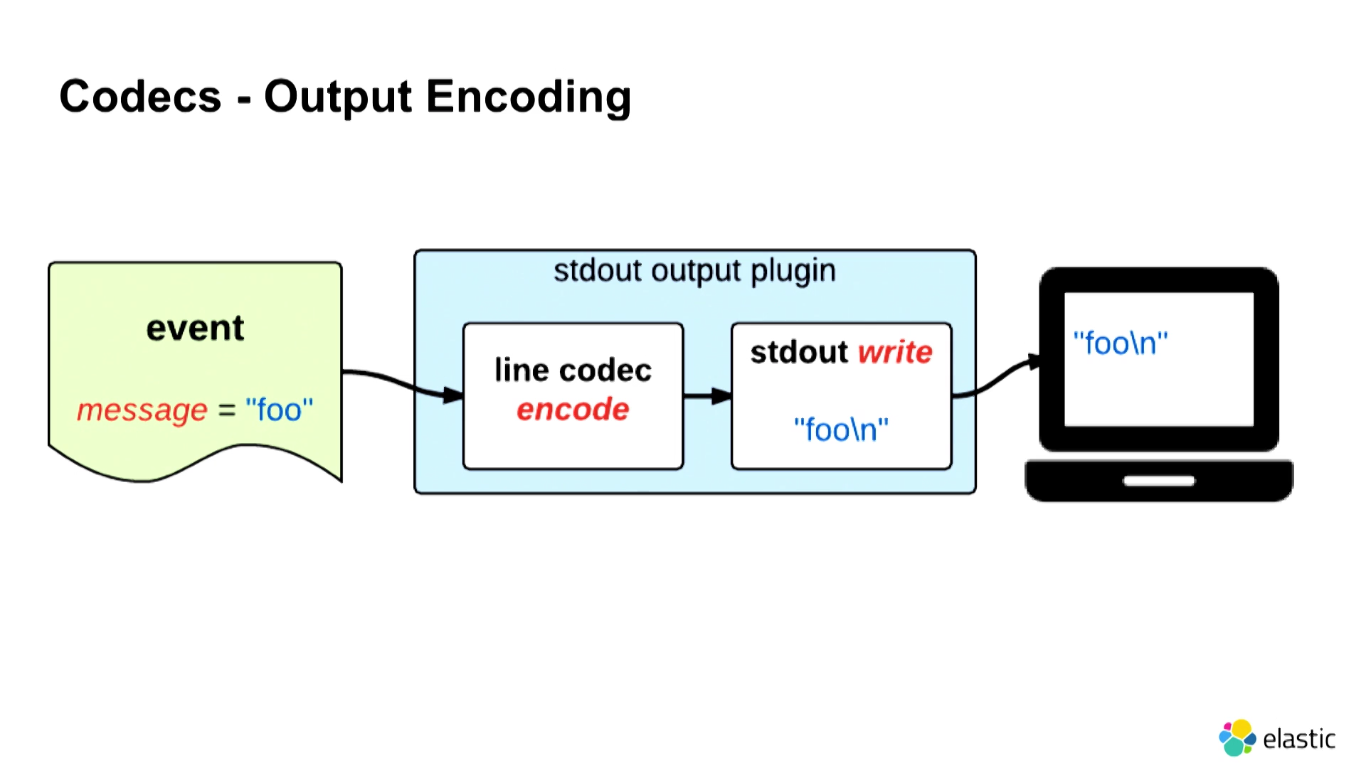 Codecs - Output Encoding
event
message = "foo"
stdout output plugin
line codec
encode
stdout write
"foo\n"
"foo\n"
elastic